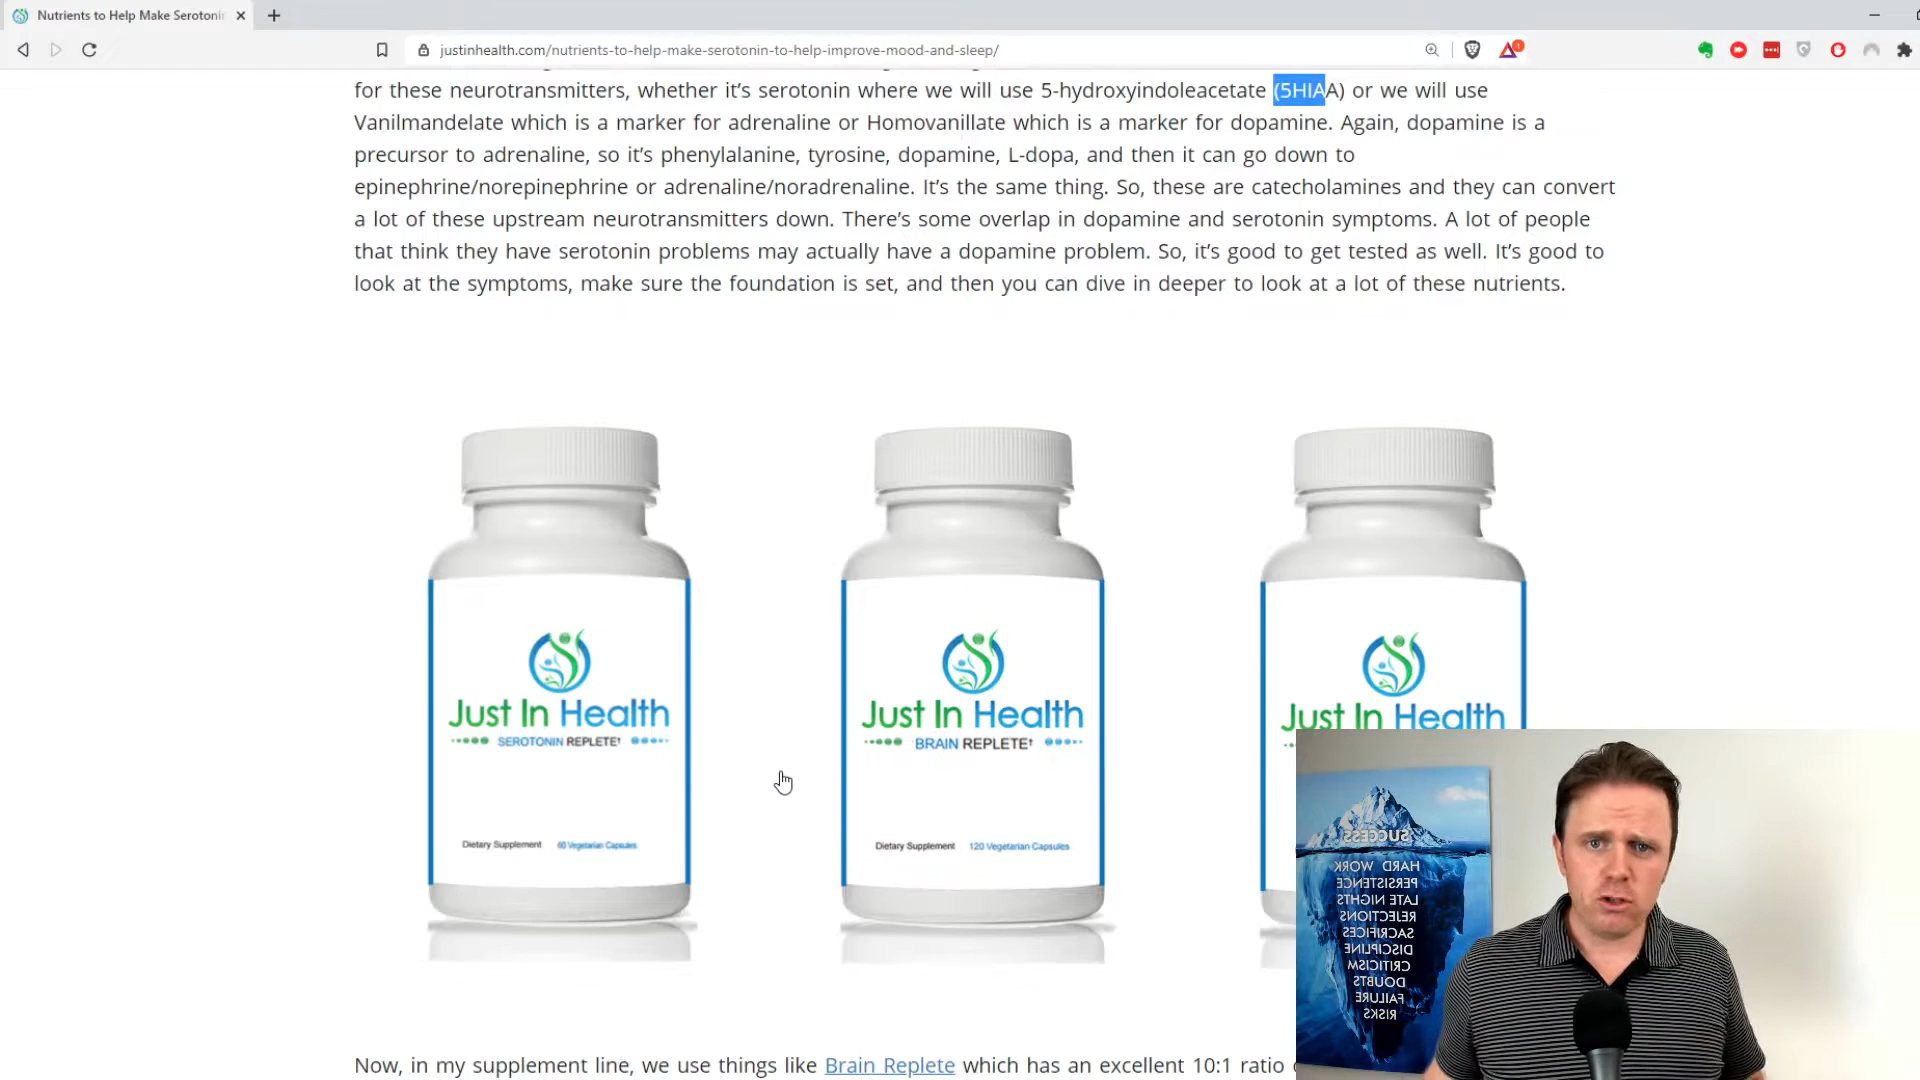 Nutrients to Help Make Serotoni
justinhealth.com/nutrients-to-help-make-serotonin-to-help-improve-mood-and-sleep/
for these neurotransmitters, whether it's serotonin where we will use 5-hydroxyindoleacetate (5HIAA) or we will use
Vanilmandelate which is a marker for adrenaline or Homovanillate which is a marker for dopamine. Again, dopamine is a
precursor to adrenaline, so it's phenylalanine, tyrosine, dopamine, L-dopa, and then it can go down to
epinephrine/norepinephrine or adrenaline/noradrenaline. It's the same thing. So, these are catecholamines and they can convert
a lot of these upstream neurotransmitters down. There's some overlap in dopamine and serotonin symptoms. A lot of people
that think they have serotonin problems may actually have a dopamine problem. So, it's good to get tested as well. It's good to
look at the symptoms, make sure the foundation is set, and then you can dive in deeper to look at a lot of these nutrients.
Just In Health
SEROTONIN REPLETE†
Dietary Supplement 60 Vegetarian Capsules
Just In Health
BRAIN REPLETE†
Dietary Supplement 120 Vegetarian Capsules
Just In Health
SUCCESS
HARD WORK
PERSISTENCE
LATE NIGHTS
REJECTIONS
SACRIFICES
DISCIPLINE
CRITICISM
DOUBTS
FAILURE
RISKS
Now, in my supplement line, we use things like Brain Replete which has an excellent 10:1 ratio